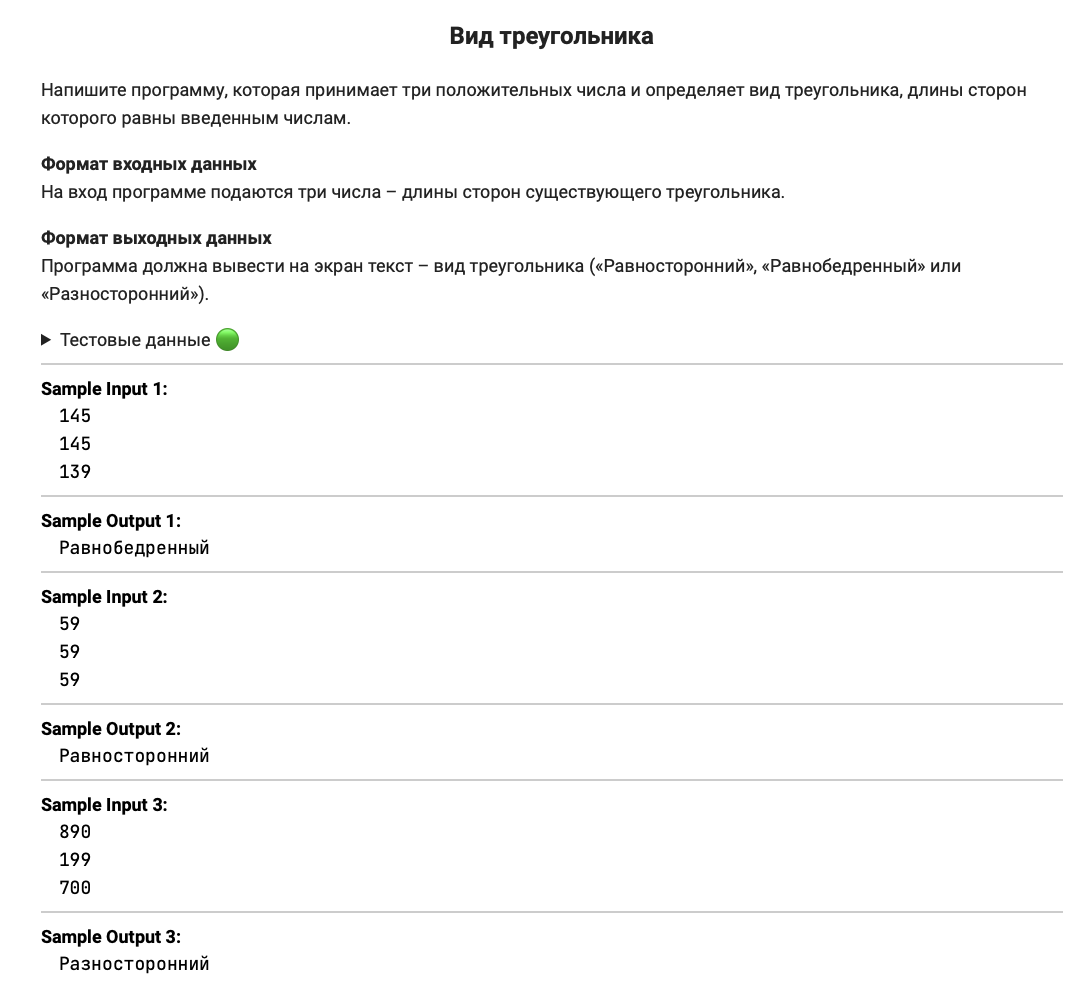 Вид треугольника
Напишите программу, которая принимает три положительных числа и определяет вид треугольника, длины сторон
которого равны введенным числам.
Формат входных данных
На вход программе подаются три числа – длины сторон существующего треугольника.
Формат выходных данных
Программа должна вывести на экран текст – вид треугольника («Равносторонний», «Равнобедренный» или
«Разносторонний»).
Тестовые данные
Sample Input 1:
145
145
139
Sample Output 1:
Равнобедренный
Sample Input 2:
59
59
59
Sample Output 2:
Равносторонний
Sample Input 3:
890
199
700
Sample Output 3:
Разносторонний